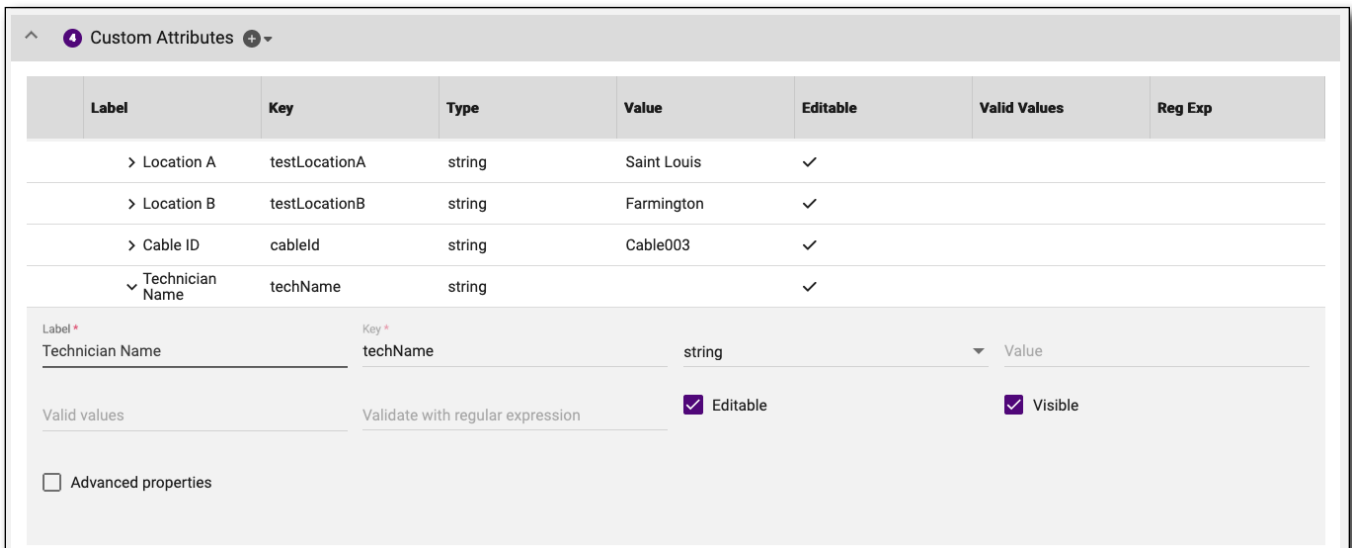 4 Custom Attributes
Label Key Type Value Editable Valid Values Reg Exp
Location A testLocationA string Saint Louis
Location B testLocationB string Farmington
Cable ID cableId string Cable003
Technician
Name techName string
Label * Key *
Technician Name techName string Value
Valid values Validate with regular expression Editable Visible
Advanced properties